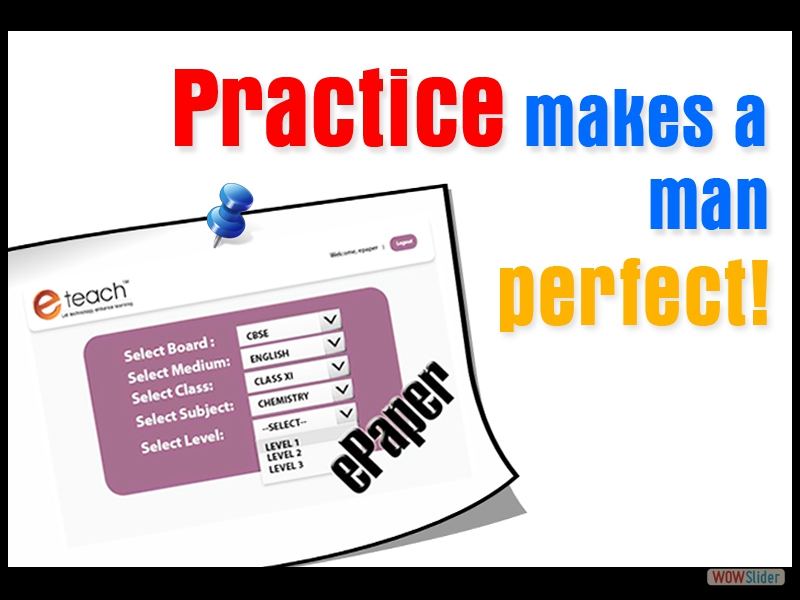 Practice makes a
man
perfect!
Welcome, epaper | Logout
eteach™
Let technology enhance learning
Select Board : CBSE
Select Medium: ENGLISH
Select Class: CLASS XI
Select Subject: CHEMISTRY
Select Level: --SELECT--
LEVEL 1
LEVEL 2
LEVEL 3
ePaper
WOWSlider